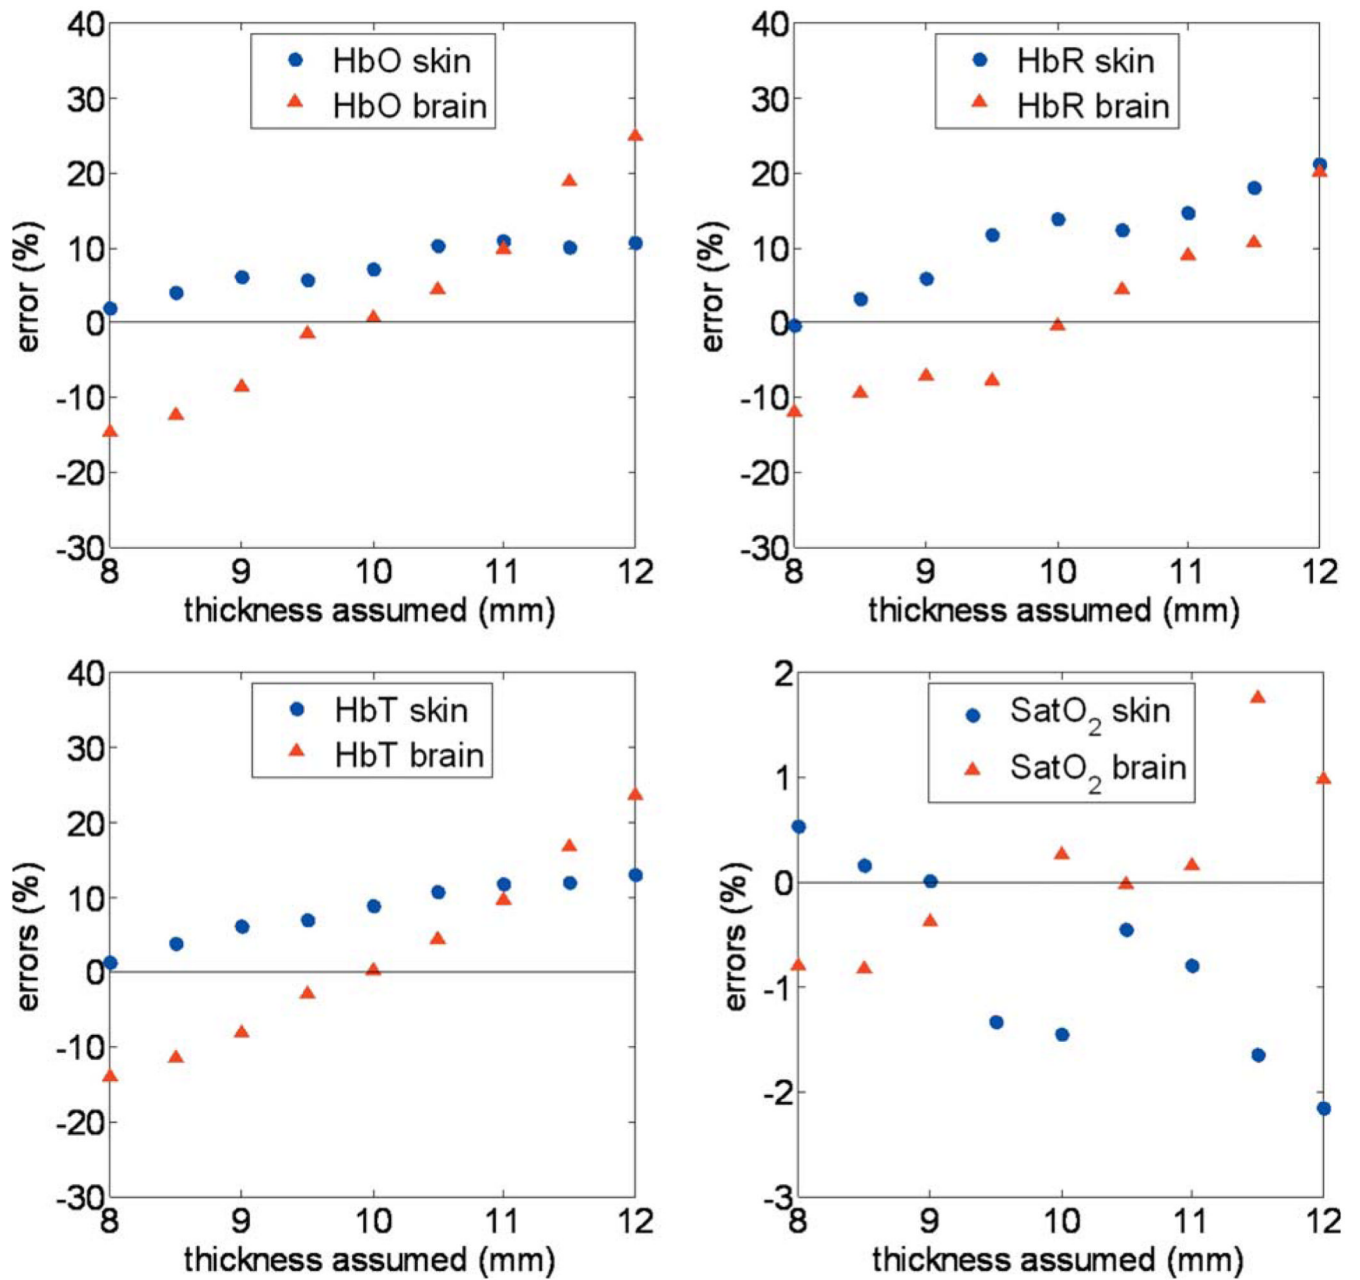 40
30
20
10
0
-10
-20
-30
error (%)
HbO skin
HbO brain
8 9 10 11 12
thickness assumed (mm)
40
30
20
10
0
-10
-20
-30
error (%)
HbR skin
HbR brain
8 9 10 11 12
thickness assumed (mm)
40
30
20
10
0
-10
-20
-30
errors (%)
HbT skin
HbT brain
8 9 10 11 12
thickness assumed (mm)
2
1
0
-1
-2
-3
errors (%)
SatO2 skin
SatO2 brain
8 9 10 11 12
thickness assumed (mm)